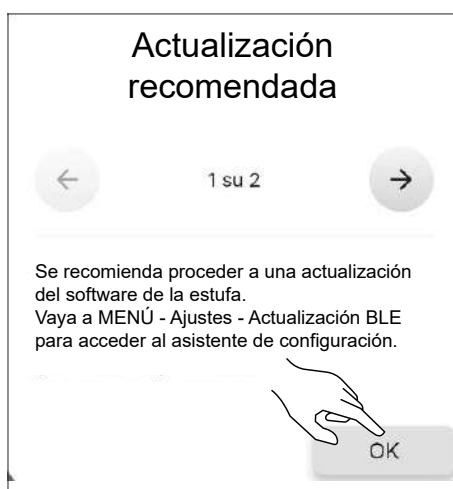 Actualización
recomendada
1 su 2
Se recomienda proceder a una actualización
del software de la estufa.
Vaya a MENÚ - Ajustes - Actualización BLE
para acceder al asistente de configuración.
OK